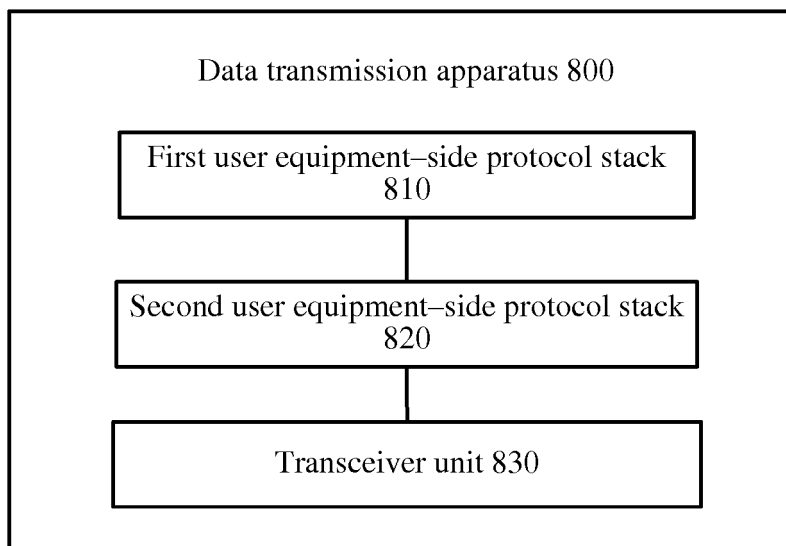 Data transmission apparatus 800
First user equipment–side protocol stack
810
Second user equipment–side protocol stack
820
Transceiver unit 830